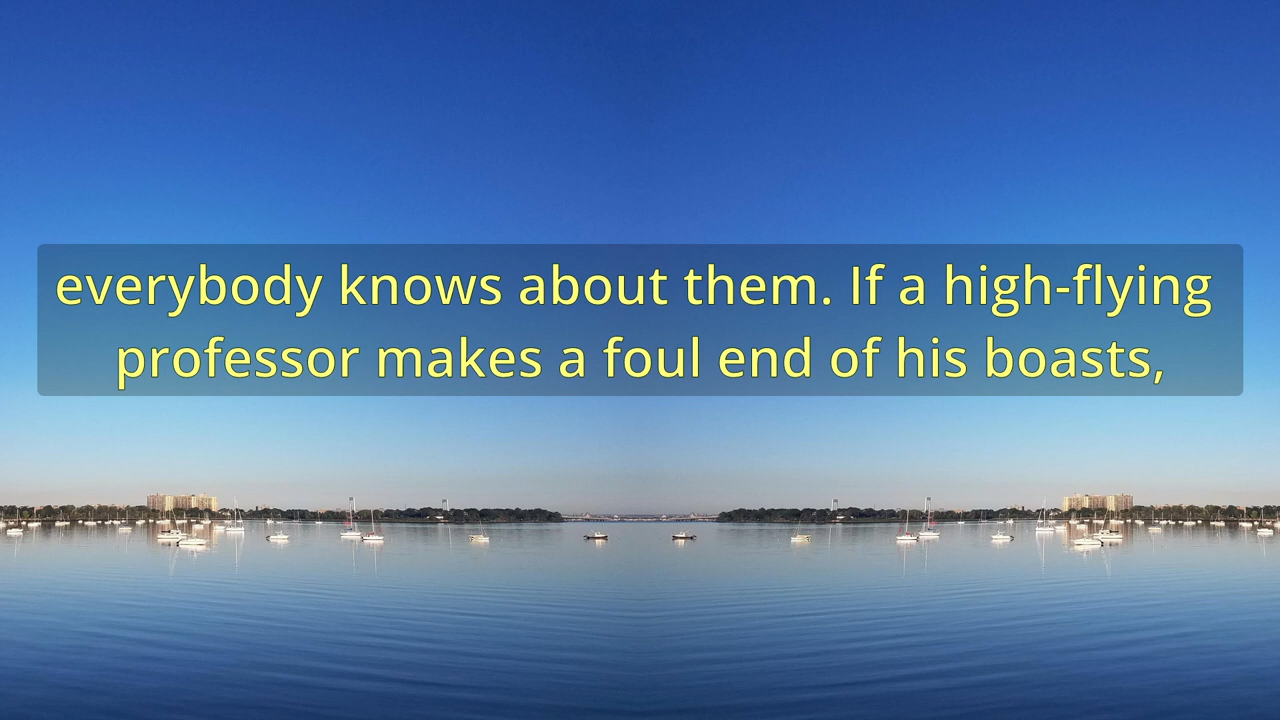 everybody knows about them. If a high-flying
professor makes a foul end of his boasts,